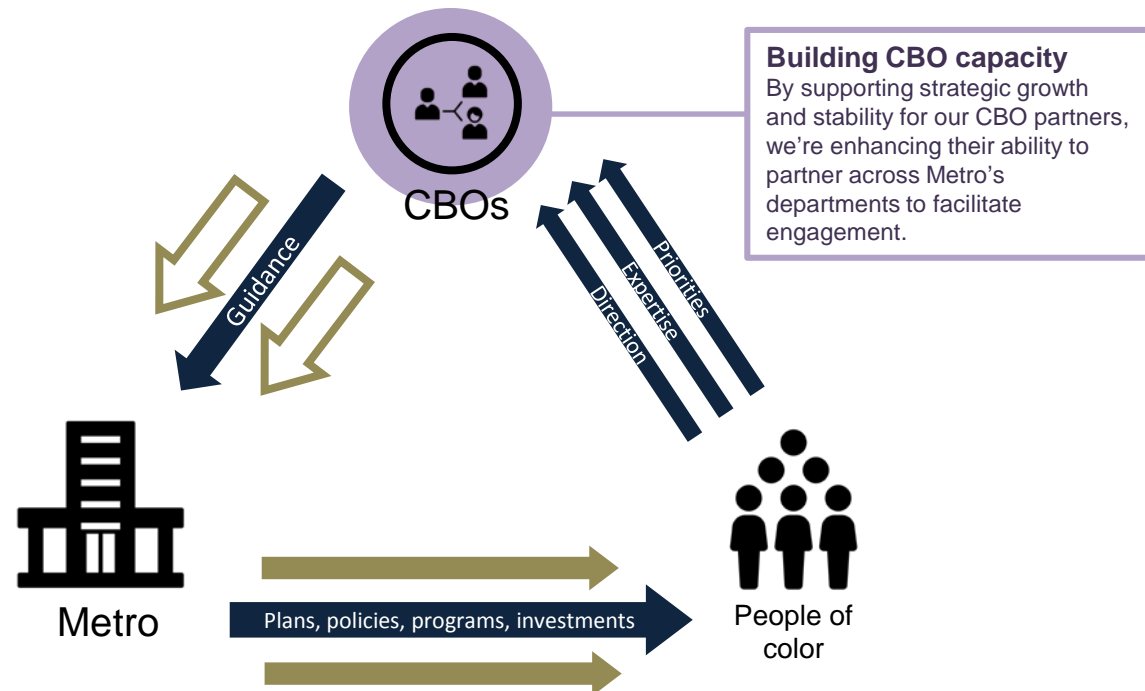 Building CBO capacity
By supporting strategic growth
and stability for our CBO partners,
we're enhancing their ability to
partner across Metro's
departments to facilitate
engagement.
CBOs
Guidance
Direction
Expertise
Priorities
Metro
Plans, policies, programs, investments
People of
color